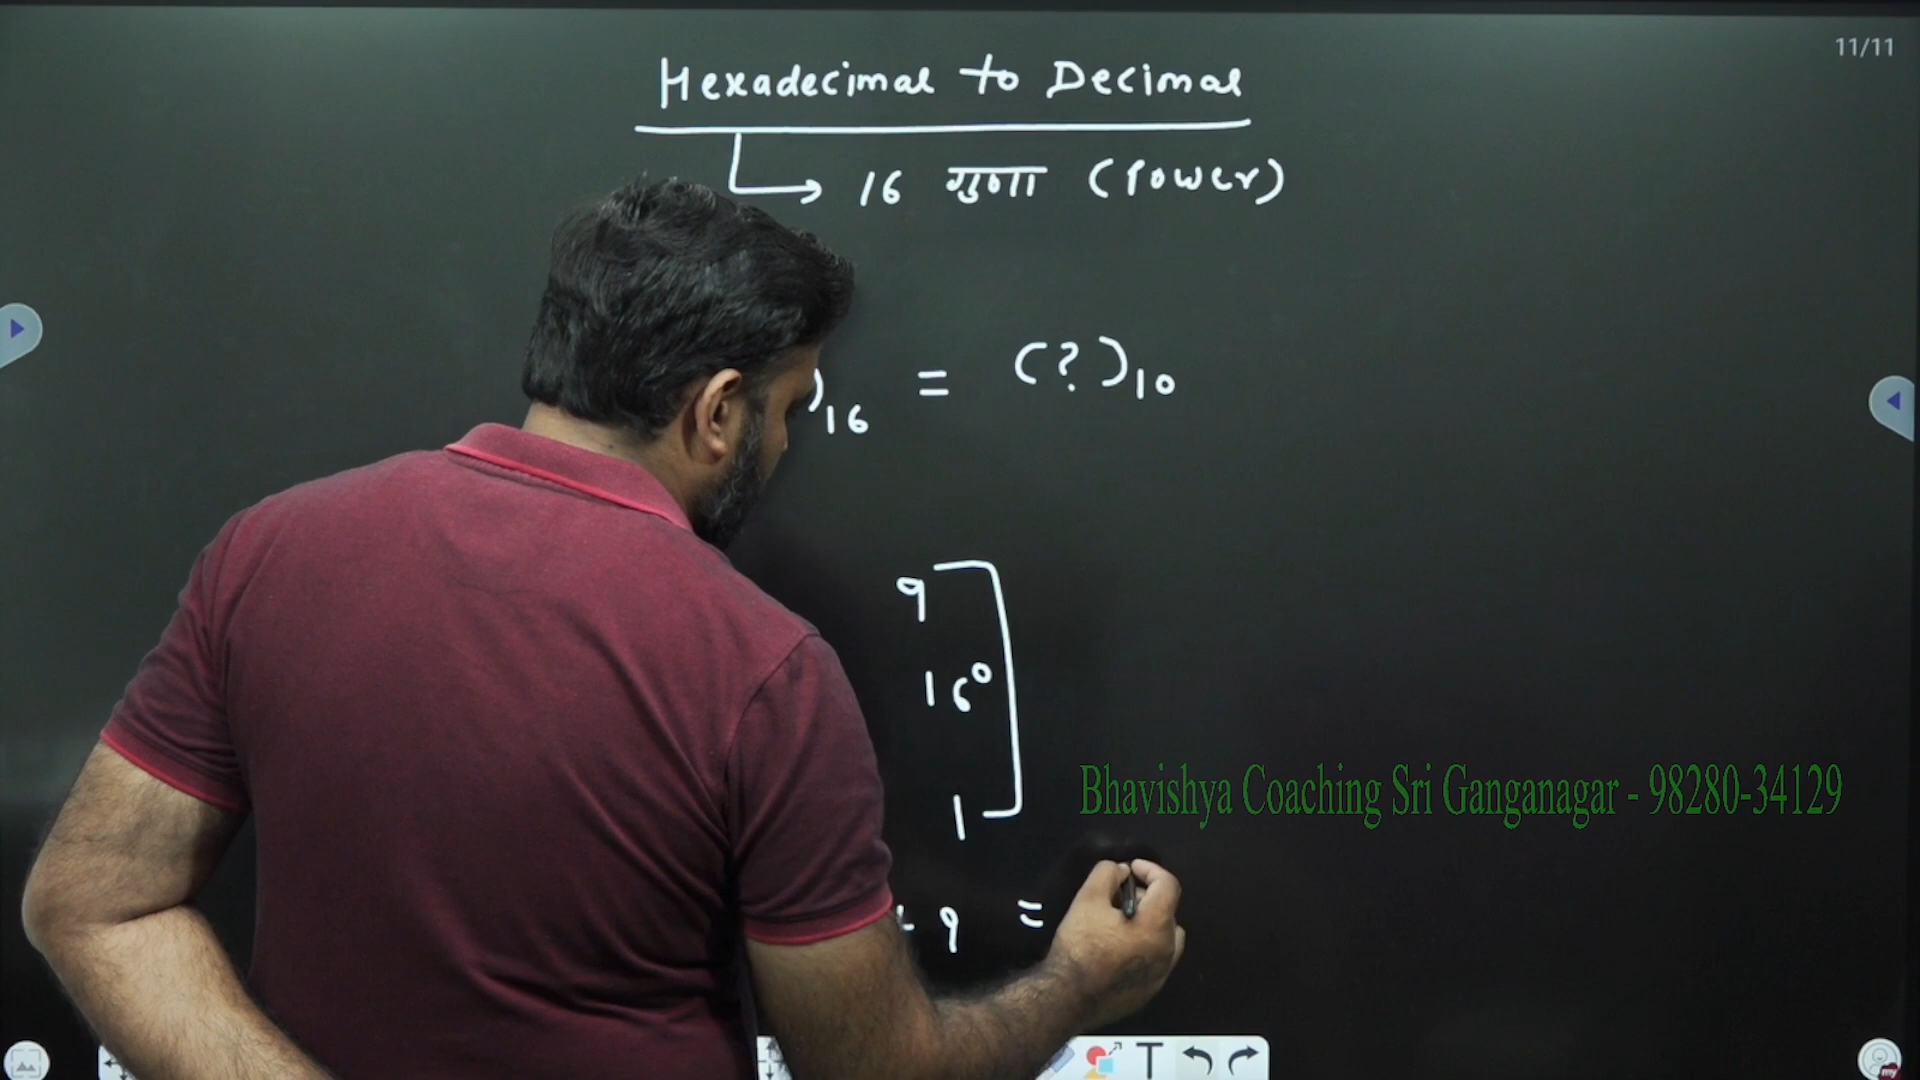 11/11
Hexadecimal to Decimal
16 गुणा (Power)
)16 = (?)10
9
16⁰
1
Bhavishya Coaching Sri Ganganagar - 98280-34129
+ 9 =
T